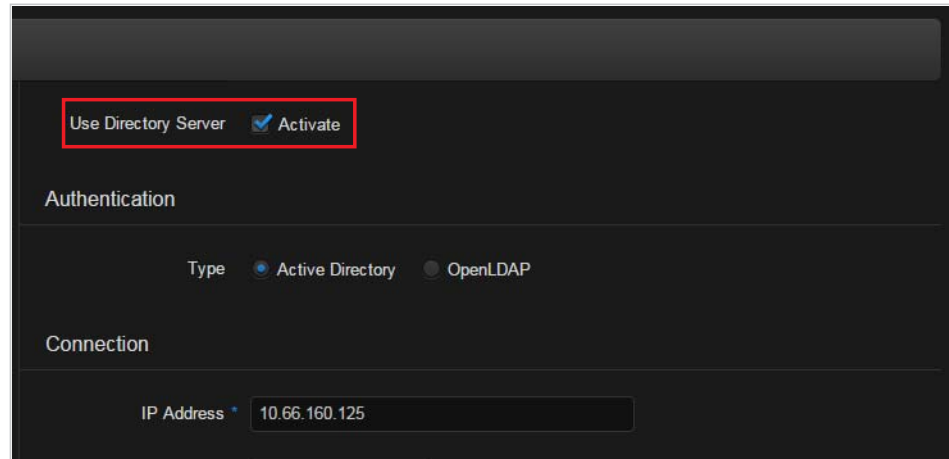 Use Directory Server Activate
Authentication
Type Active Directory OpenLDAP
Connection
IP Address * 10.66.160.125